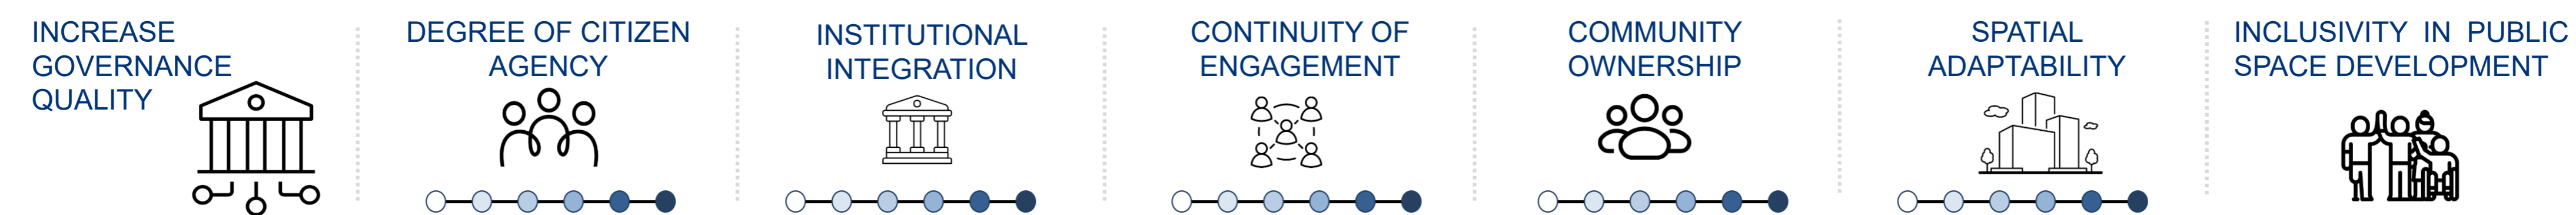 INCREASE
GOVERNANCE
QUALITY
DEGREE OF CITIZEN
AGENCY
INSTITUTIONAL
INTEGRATION
CONTINUITY OF
ENGAGEMENT
COMMUNITY
OWNERSHIP
SPATIAL
ADAPTABILITY
INCLUSIVITY IN PUBLIC
SPACE DEVELOPMENT